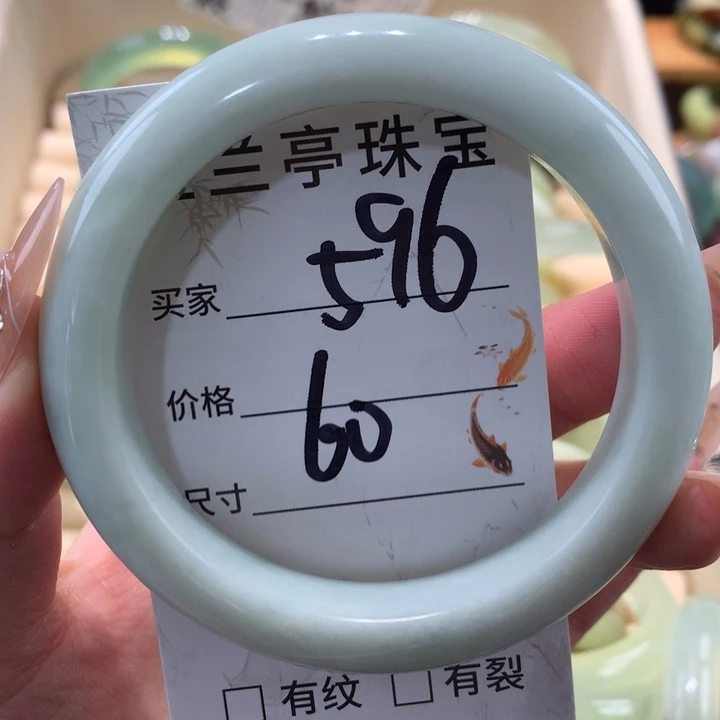 兰亭珠宝
596
买家
价格
60
尺寸
□ 有纹 □ 有裂